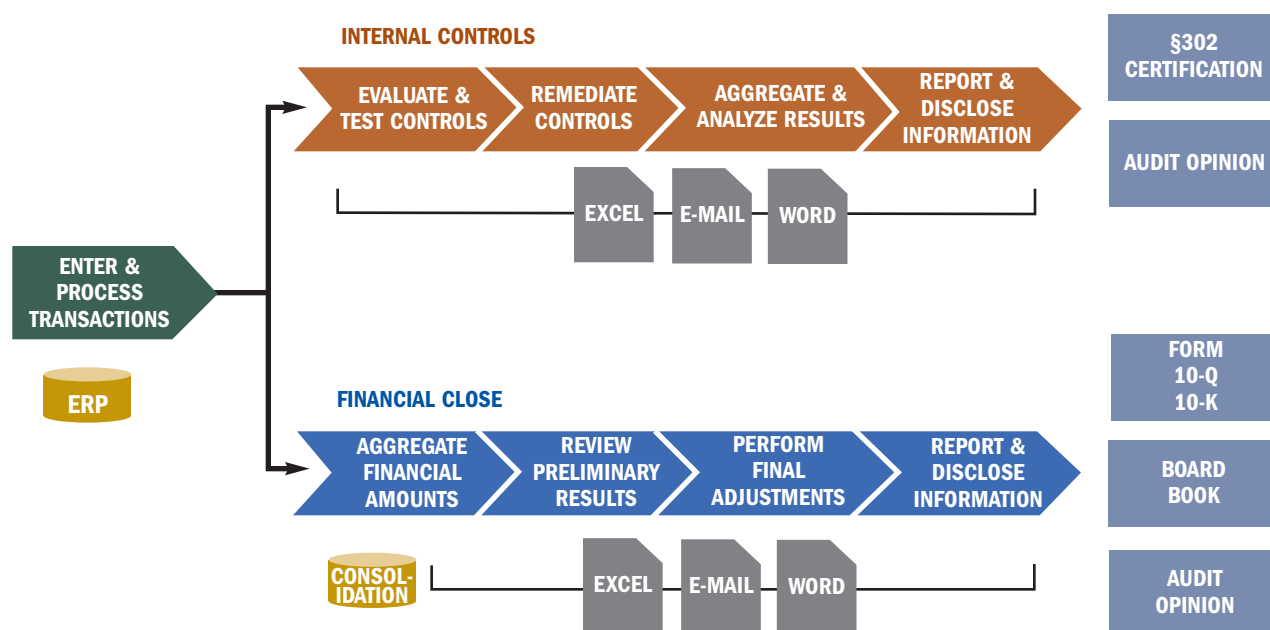 INTERNAL CONTROLS
EVALUATE &
TEST CONTROLS
REMEDIATE
CONTROLS
AGGREGATE &
ANALYZE RESULTS
REPORT &
DISCLOSE
INFORMATION
§302
CERTIFICATION
AUDIT OPINION
EXCEL
E-MAIL
WORD
ENTER &
PROCESS
TRANSACTIONS
ERP
FINANCIAL CLOSE
AGGREGATE
FINANCIAL
AMOUNTS
REVIEW
PRELIMINARY
RESULTS
PERFORM
FINAL
ADJUSTMENTS
REPORT &
DISCLOSE
INFORMATION
FORM
10-Q
10-K
BOARD
BOOK
CONSOL-
IDATION
EXCEL
E-MAIL
WORD
AUDIT
OPINION